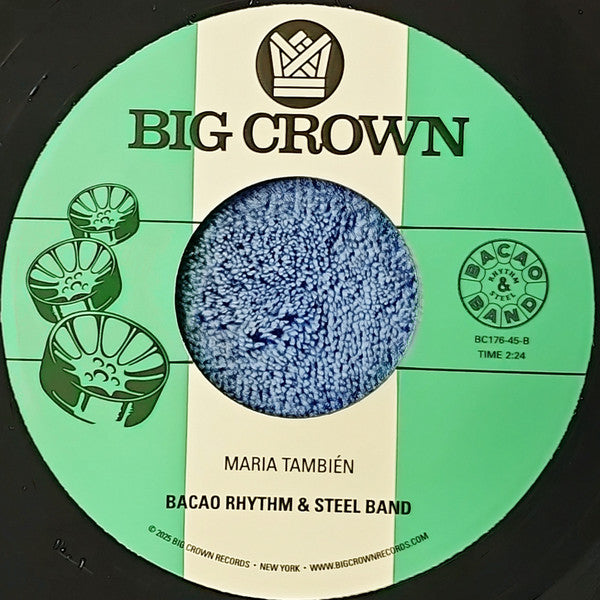 BIG CROWN
BACAO
RHYTHM
&
STEEL
BAND
BC176-45-B
TIME 2:24
MARIA TAMBIÉN
BACAO RHYTHM & STEEL BAND
© 2025 BIG CROWN RECORDS • NEW YORK • WWW.BIGCROWNRECORDS.COM